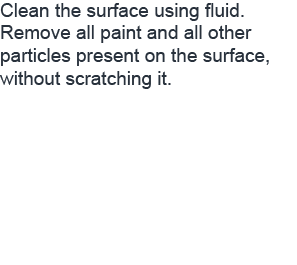 Clean the surface using fluid.
Remove all paint and all other
particles present on the surface,
without scratching it.